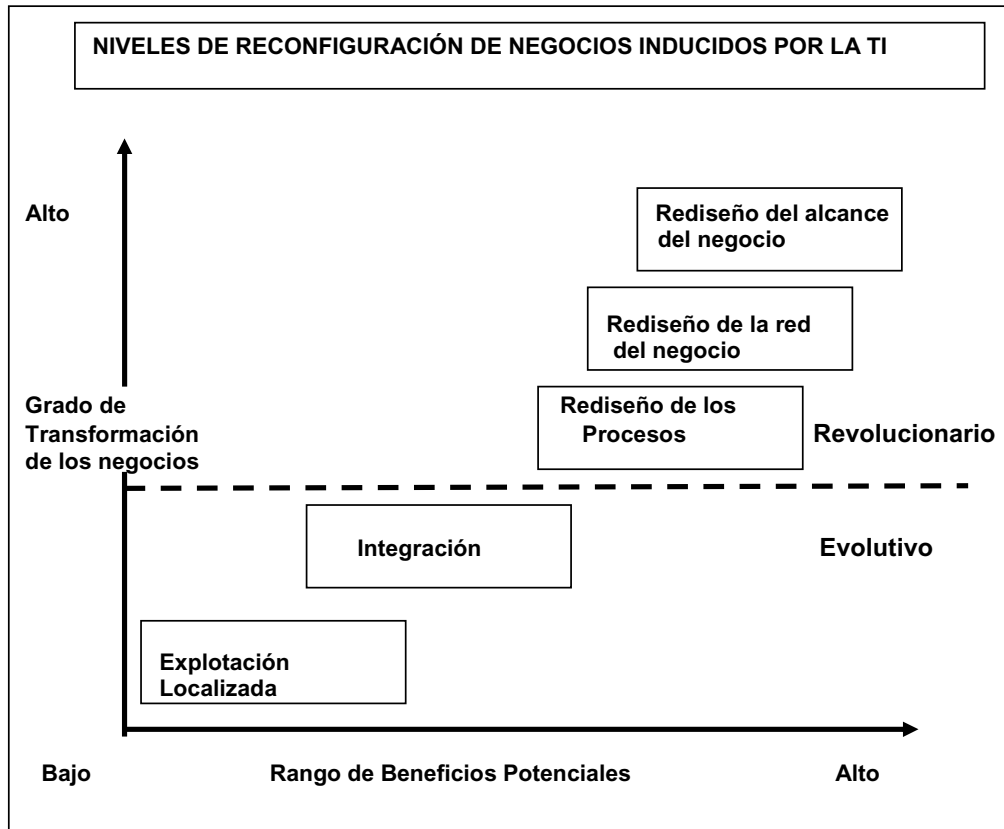 NIVELES DE RECONFIGURACIÓN DE NEGOCIOS INDUCIDOS POR LA TI
Alto
Rediseño del alcance
del negocio
Rediseño de la red
del negocio
Grado de
Transformación
de los negocios
Rediseño de los
Procesos
Revolucionario
Integración
Evolutivo
Explotación
Localizada
Bajo
Rango de Beneficios Potenciales
Alto